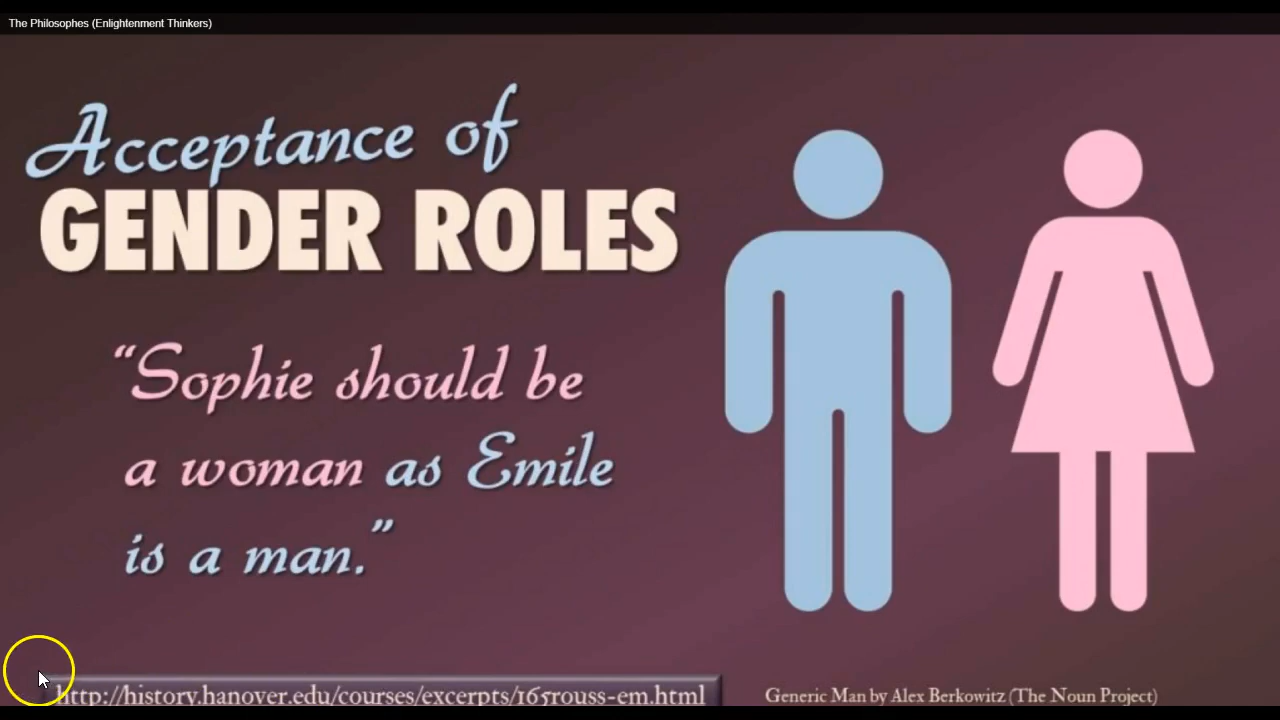 The Philosophes (Enlightenment Thinkers)
Acceptance of
GENDER ROLES
“Sophie should be
a woman as Emile
is a man.”
http://history.hanover.edu/courses/excerpts/165rouss-em.html
Generic Man by Alex Berkowitz (The Noun Project)